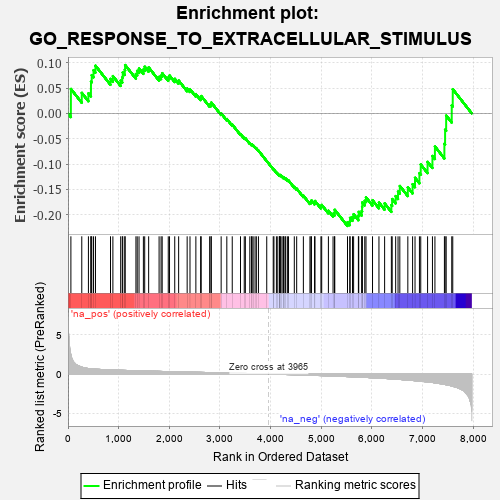 Enrichment plot:
GO_RESPONSE_TO_EXTRACELLULAR_STIMULUS
Enrichment score (ES)
0.10
0.05
0.00
-0.05
-0.10
-0.15
-0.20
'na_pos' (positively correlated)
Ranked list metric (PreRanked)
5
0
-5
Zero cross at 3965
'na_neg' (negatively correlated)
0
1,000
2,000
3,000
4,000
5,000
6,000
7,000
8,000
Rank in Ordered Dataset
Enrichment profile
Hits
Ranking metric scores